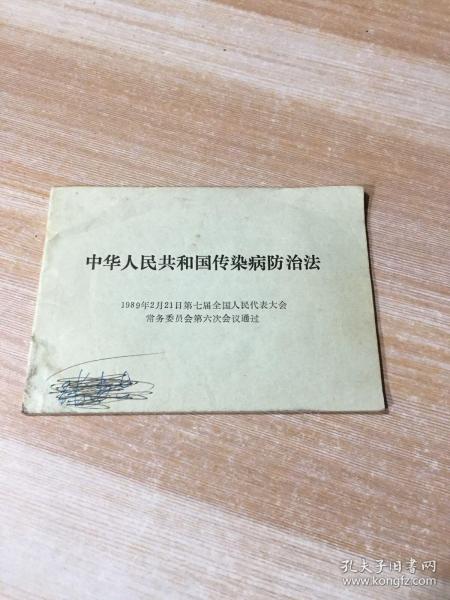 中华人民共和国传染病防治法
1989年2月21日第七届全国人民代表大会
常务委员会第六次会议通过
孔夫子旧书网
www.kongfz.com